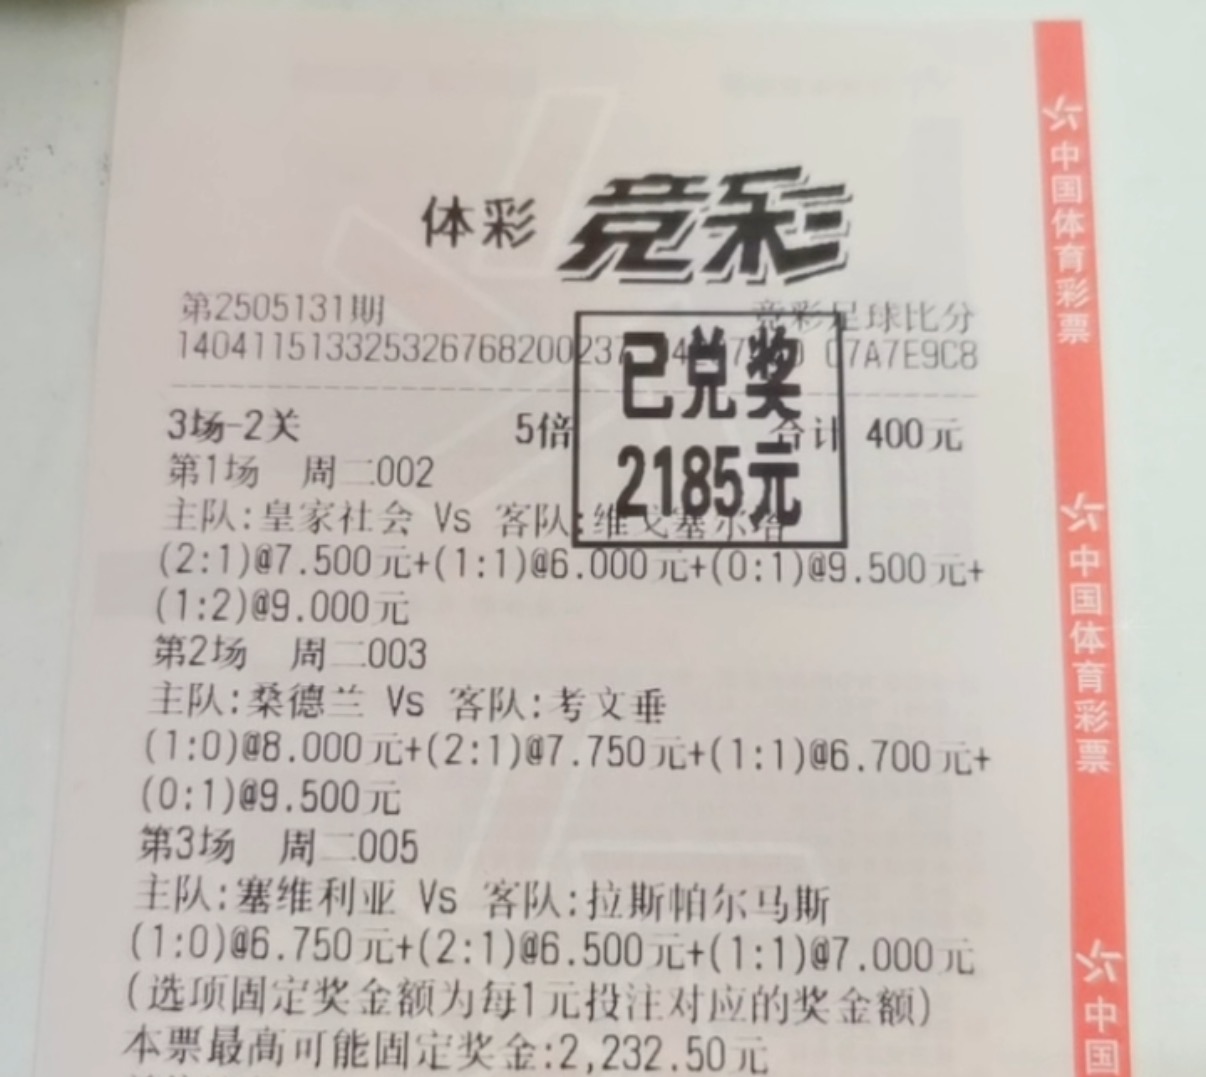 体彩 竞彩
第2505131期 竞彩足球比分
140411513325326768200237 07A7E9C8
已兑奖
2185元
3场-2关 5倍 合计 400元
第1场 周二002
主队:皇家社会 Vs 客队:维戈塞尔塔
(2:1)@7.500元+(1:1)@6.000元+(0:1)@9.500元+
(1:2)@9.000元
第2场 周二003
主队:桑德兰 Vs 客队:考文垂
(1:0)@8.000元+(2:1)@7.750元+(1:1)@6.700元+
(0:1)@9.500元
第3场 周二005
主队:塞维利亚 Vs 客队:拉斯帕尔马斯
(1:0)@6.750元+(2:1)@6.500元+(1:1)@7.000元
(选项固定奖金额为每1元投注对应的奖金额)
本票最高可能固定奖金:2,232.50元
中国体育彩票
中国体育彩票
中国